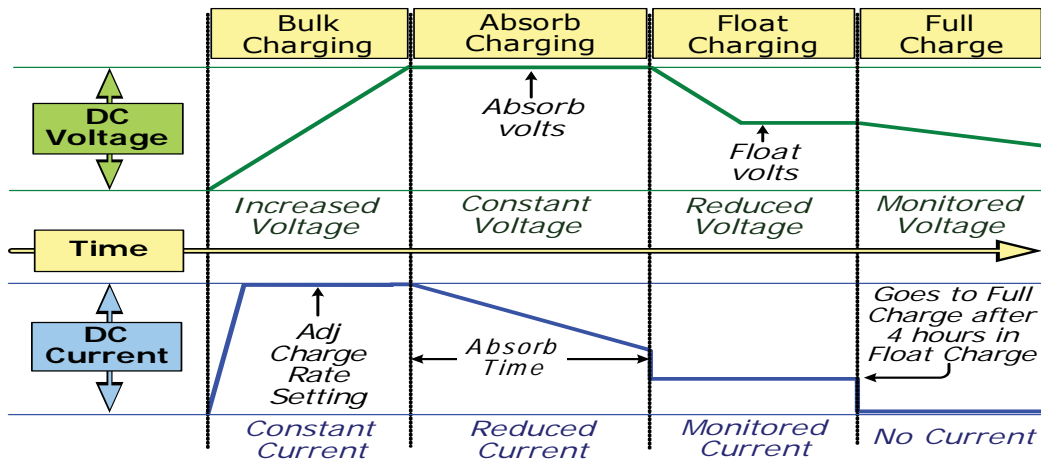 Bulk
Charging
Absorb
Charging
Float
Charging
Full
Charge
DC
Voltage
Absorb
volts
Float
volts
Increased
Voltage
Constant
Voltage
Reduced
Voltage
Monitored
Voltage
Time
DC
Current
Adj
Charge
Rate
Setting
Absorb
Time
Goes to Full
Charge after
4 hours in
Float Charge
Constant
Current
Reduced
Current
Monitored
Current
No Current